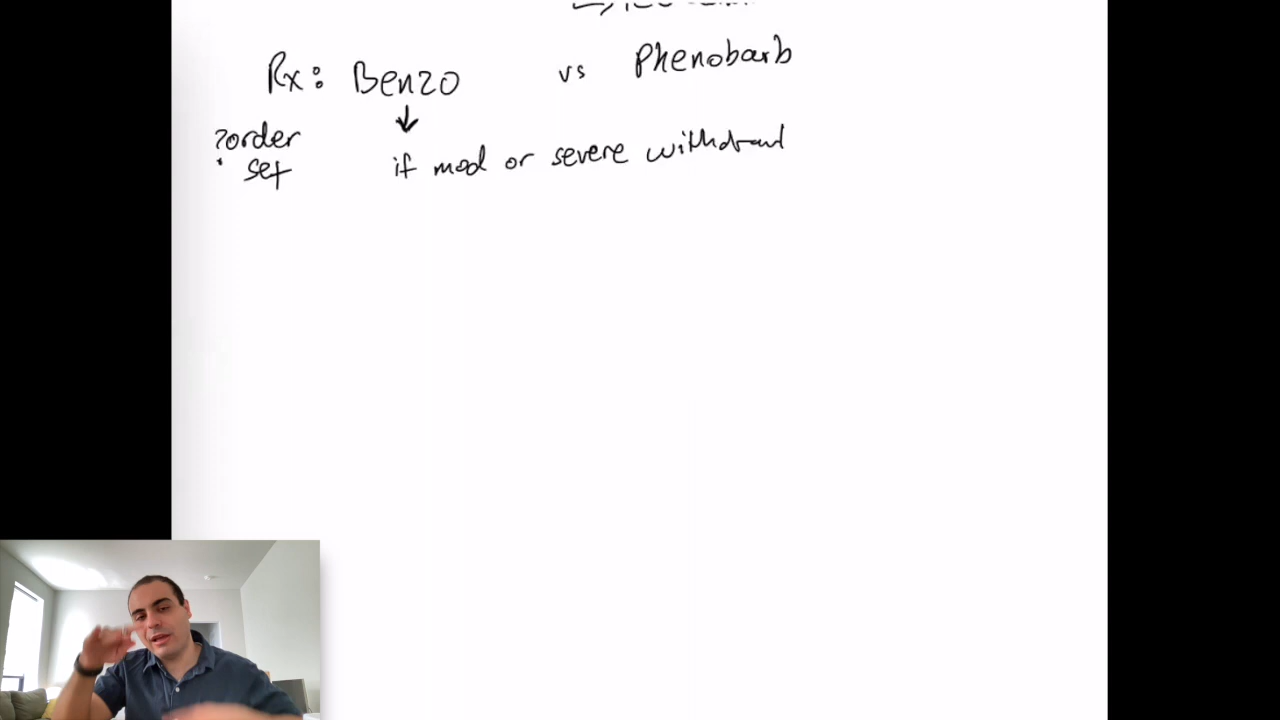 Rx: Benzo vs Phenobarb
?order
set if mod or severe withdrawl